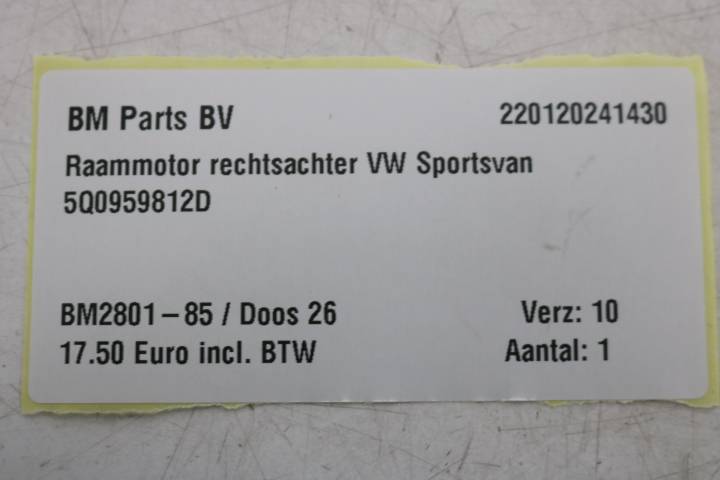 BM Parts BV 220120241430
Raammotor rechtsachter VW Sportsvan
5Q0959812D
BM2801-85 / Doos 26 Verz: 10
17.50 Euro incl. BTW Aantal: 1